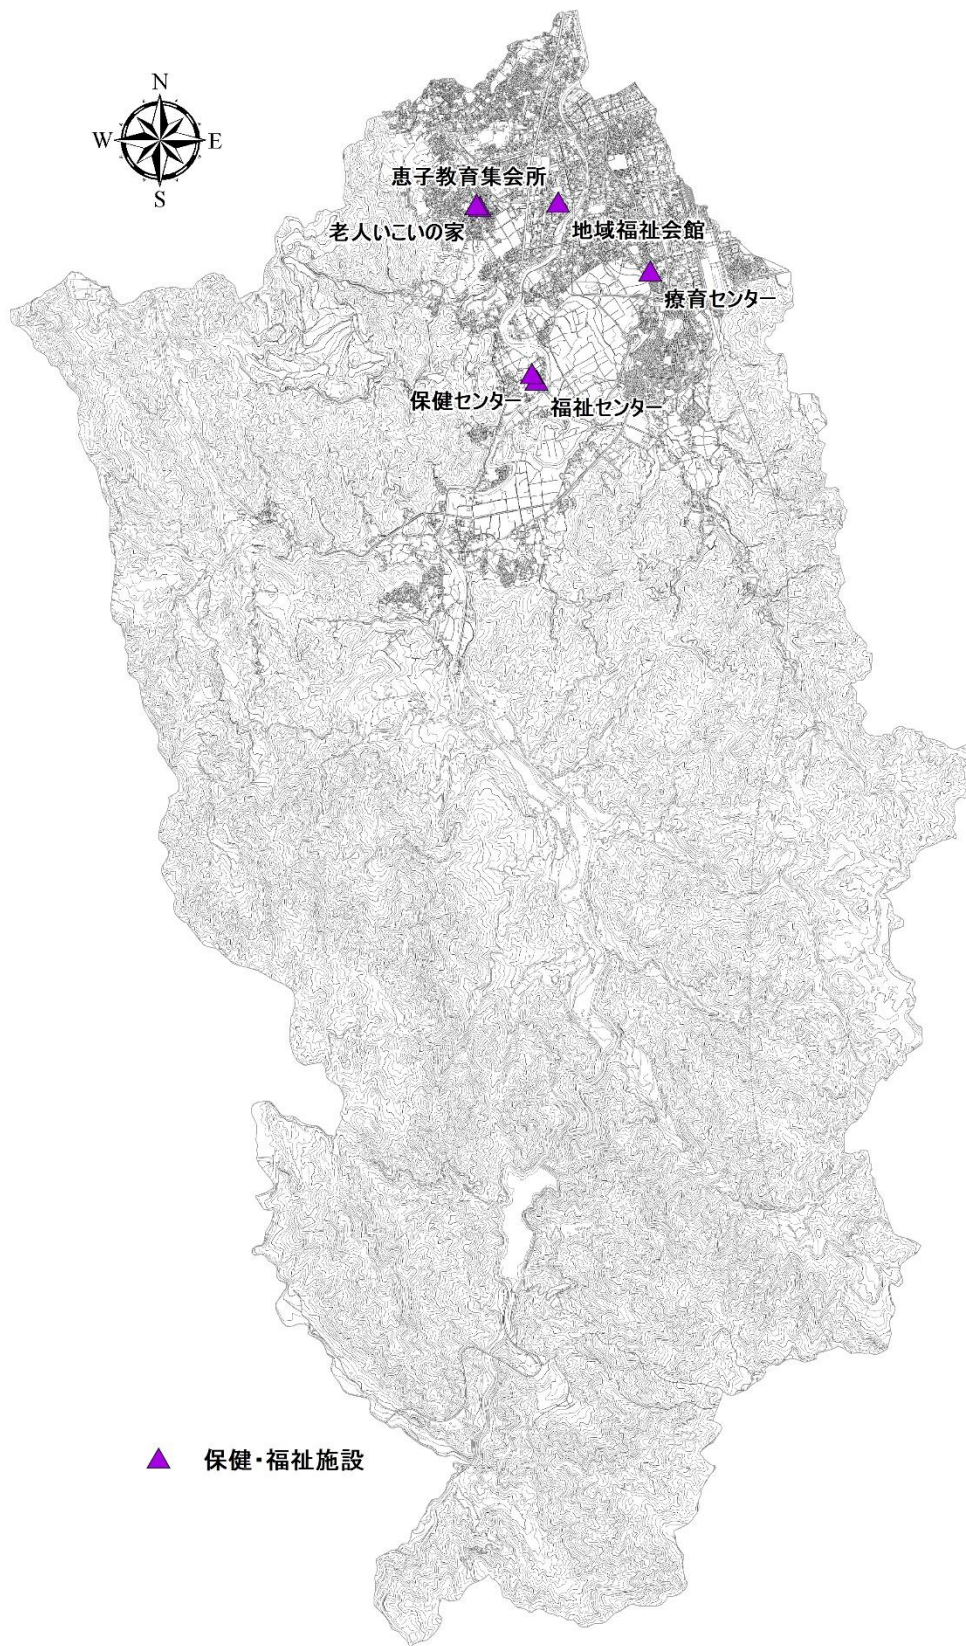 N
W
E
S
恵子教育集会所
老人いこいの家
地域福祉会館
療育センター
保健センター
福祉センター
保健・福祉施設